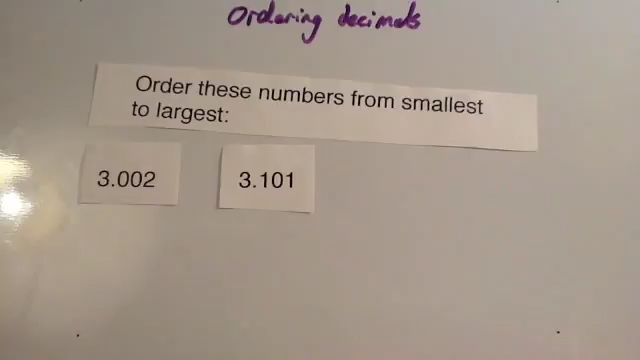 Ordering decimals
Order these numbers from smallest
to largest:
3.002 3.101